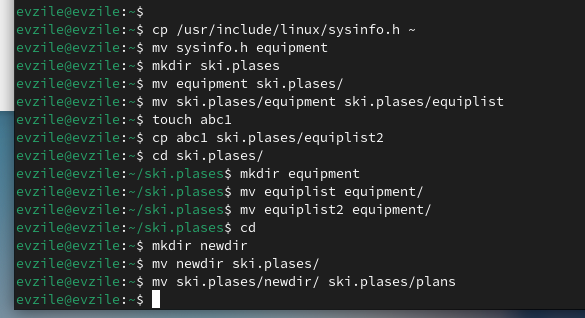 evzile@evzile:~$
evzile@evzile:~$ cp /usr/include/linux/sysinfo.h ~
evzile@evzile:~$ mv sysinfo.h equipment
evzile@evzile:~$ mkdir ski.plases
evzile@evzile:~$ mv equipment ski.plases/
evzile@evzile:~$ mv ski.plases/equipment ski.plases/equiplist
evzile@evzile:~$ touch abc1
evzile@evzile:~$ cp abc1 ski.plases/equiplist2
evzile@evzile:~$ cd ski.plases/
evzile@evzile:~/ski.plases$ mkdir equipment
evzile@evzile:~/ski.plases$ mv equiplist equipment/
evzile@evzile:~/ski.plases$ mv equiplist2 equipment/
evzile@evzile:~/ski.plases$ cd
evzile@evzile:~$ mkdir newdir
evzile@evzile:~$ mv newdir ski.plases/
evzile@evzile:~$ mv ski.plases/newdir/ ski.plases/plans
evzile@evzile:~$